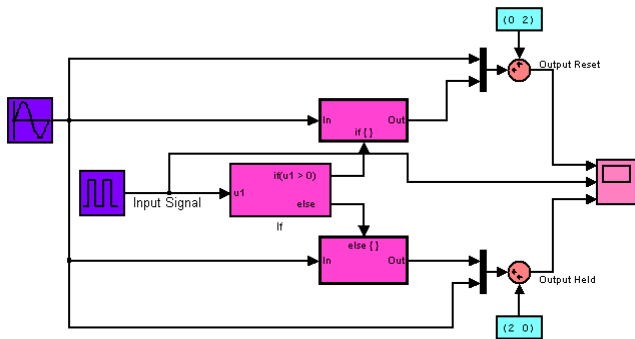 (0 2)
Output Reset
In
Out
if { }
if(u1 > 0)
u1
else
Input Signal
If
else { }
In
Out
Output Held
(2 0)